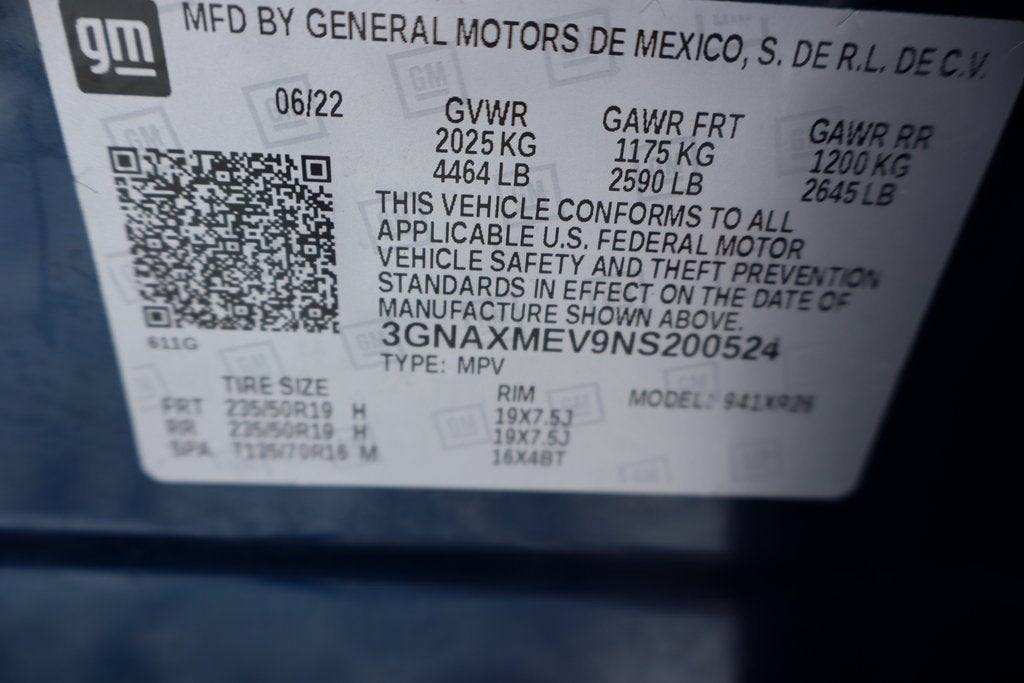 gm
MFD BY GENERAL MOTORS DE MEXICO, S. DE R.L. DE C.V.
06/22
GVWR
2025 KG
4464 LB
GAWR FRT
1175 KG
2590 LB
GAWR RR
1200 KG
2645 LB
THIS VEHICLE CONFORMS TO ALL
APPLICABLE U.S. FEDERAL MOTOR
VEHICLE SAFETY AND THEFT PREVENTION
STANDARDS IN EFFECT ON THE DATE OF
MANUFACTURE SHOWN ABOVE.
3GNAXMEV9NS200524
TYPE: MPV
611G
TIRE SIZE
RIM
MODEL: 941XR26
FRT 235/50R19 H 19X7.5J
RR 235/50R19 H 19X7.5J
SPA T135/70R16 M 16X4BT